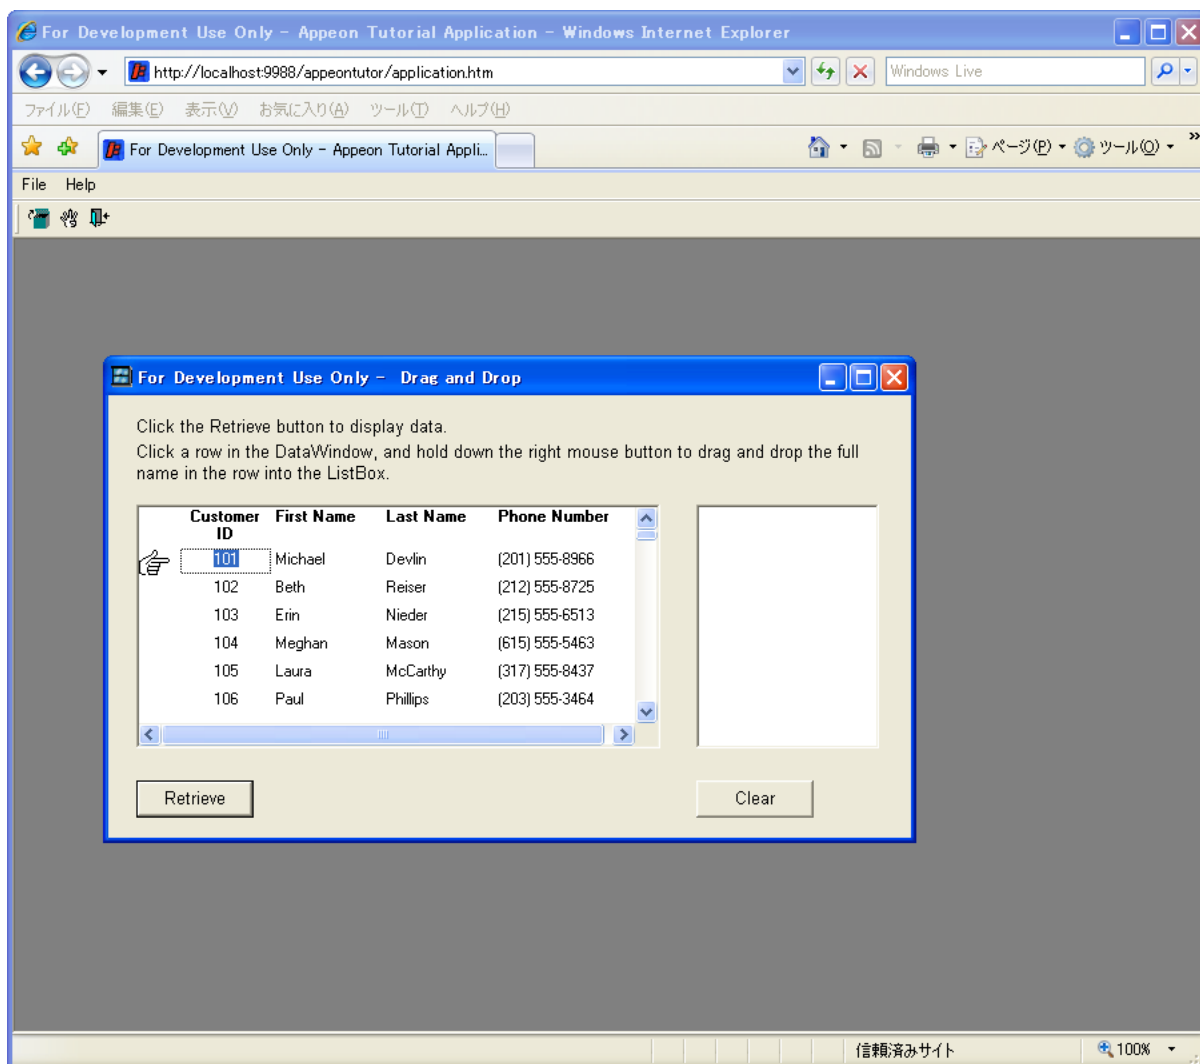 For Development Use Only - Appeon Tutorial Application - Windows Internet Explorer
http://localhost:9988/appeontutor/application.htm
Windows Live
ファイル(F) 編集(E) 表示(V) お気に入り(A) ツール(T) ヘルプ(H)
For Development Use Only - Appeon Tutorial Appli...
ページ(P) ツール(O) »
File Help
For Development Use Only - Drag and Drop
Click the Retrieve button to display data.
Click a row in the DataWindow, and hold down the right mouse button to drag and drop the full
name in the row into the ListBox.
Customer First Name Last Name Phone Number
ID
101 Michael Devlin (201) 555-8966
102 Beth Reiser (212) 555-8725
103 Erin Nieder (215) 555-6513
104 Meghan Mason (615) 555-5463
105 Laura McCarthy (317) 555-8437
106 Paul Phillips (203) 555-3464
Retrieve Clear
信頼済みサイト 100%